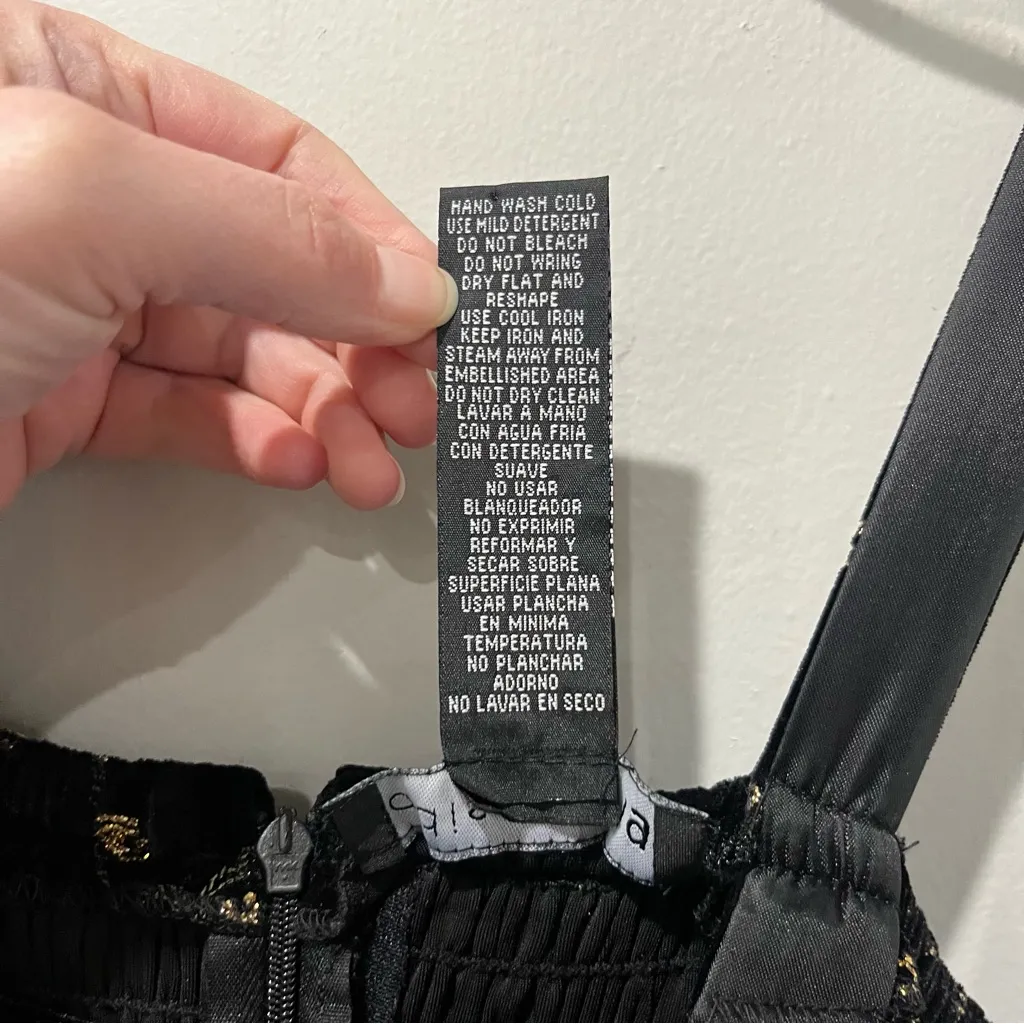 HAND WASH COLD
USE MILD DETERGENT
DO NOT BLEACH
DO NOT WRING
DRY FLAT AND
RESHAPE
USE COOL IRON
KEEP IRON AND
STEAM AWAY FROM
EMBELLISHED AREA
DO NOT DRY CLEAN
LAVAR A MANO
CON AGUA FRIA
CON DETERGENTE
SUAVE
NO USAR
BLANQUEADOR
NO EXPRIMIR
REFORMAR Y
SECAR SOBRE
SUPERFICIE PLANA
USAR PLANCHA
EN MINIMA
TEMPERATURA
NO PLANCHAR
ADORNO
NO LAVAR EN SECO